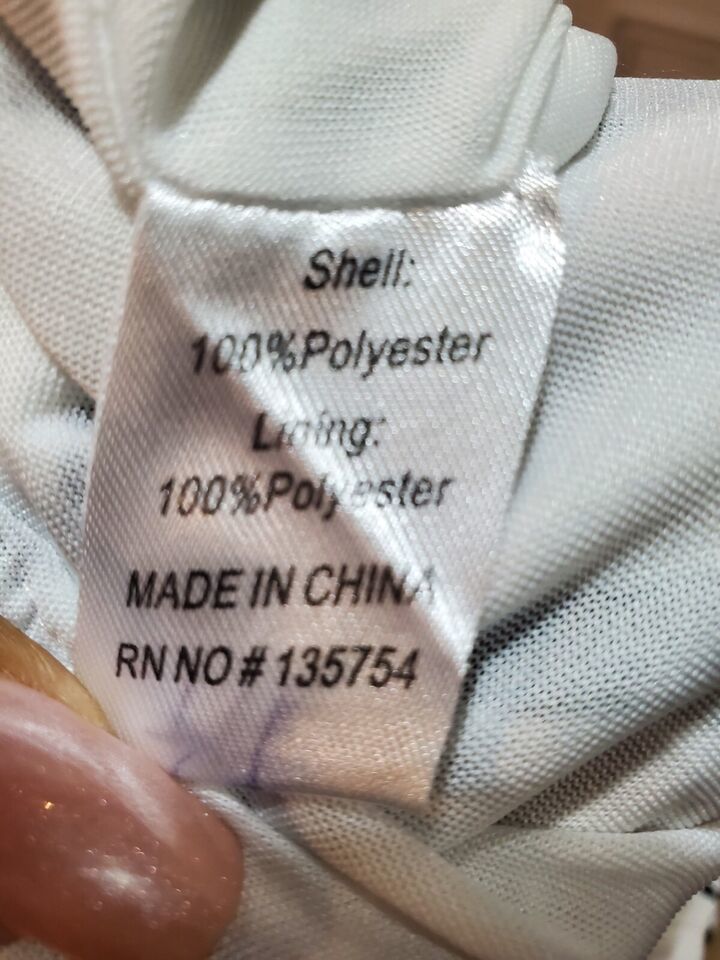 Shell:
100%Polyester
Lining:
100%Polyester
MADE IN CHINA
RN NO # 135754